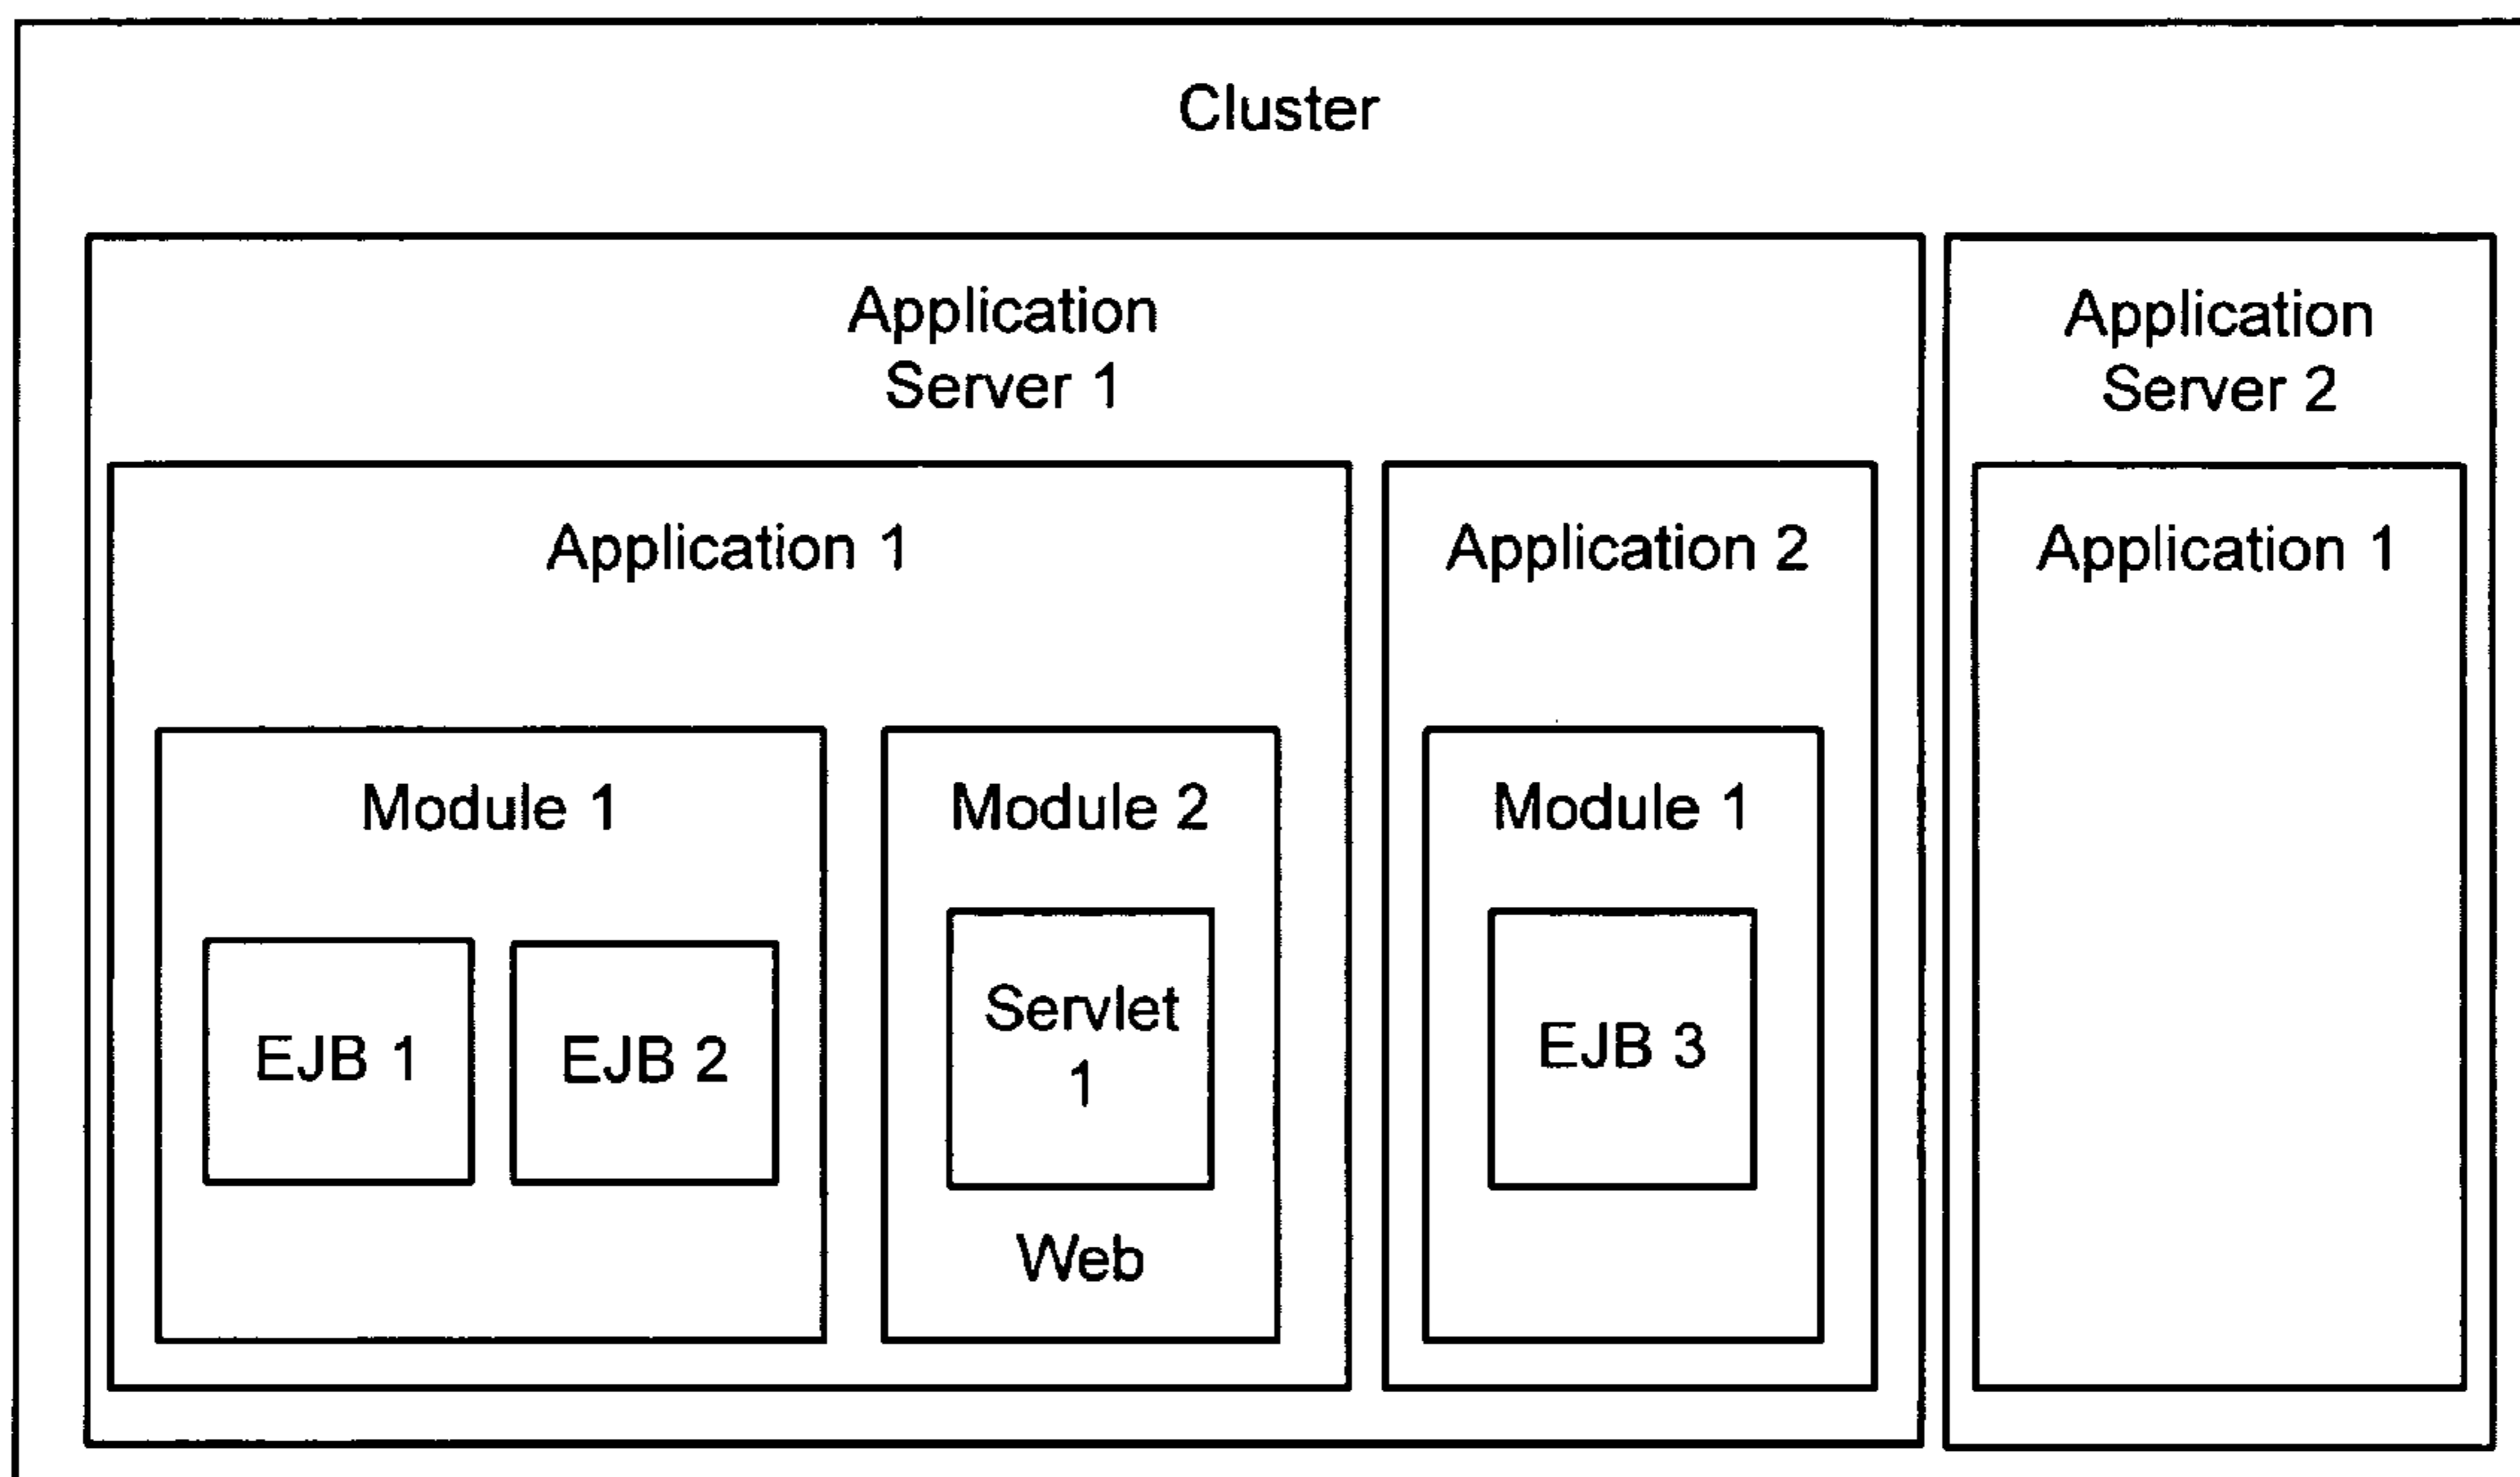 Cluster
Application
Server 1
Application
Server 2
Application 1
Application 2
Application 1
Module 1
Module 2
Module 1
EJB 1
EJB 2
Servlet
1
Web
EJB 3